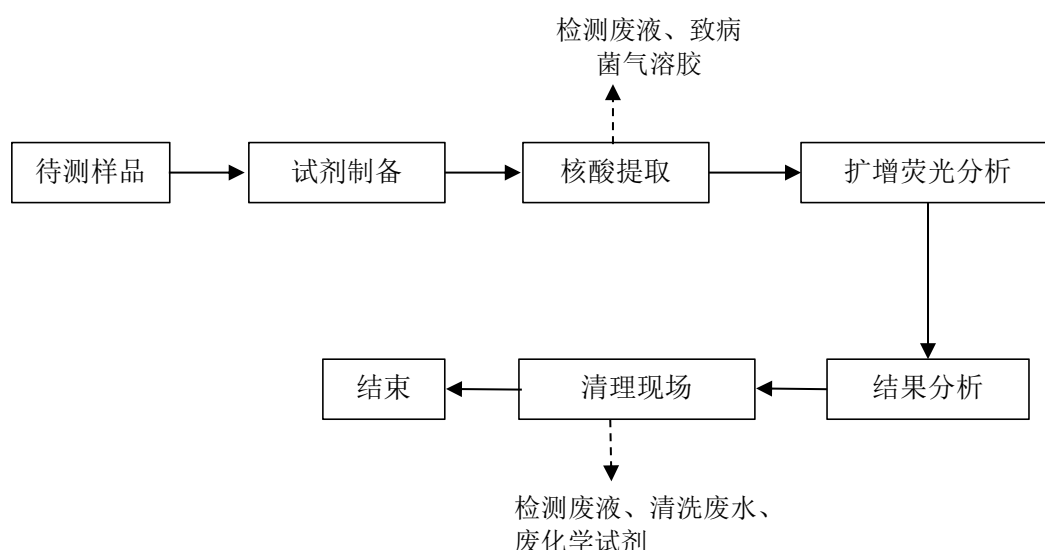 检测废液、致病
菌气溶胶
待测样品
试剂制备
核酸提取
扩增荧光分析
结束
清理现场
结果分析
检测废液、清洗废水、
废化学试剂